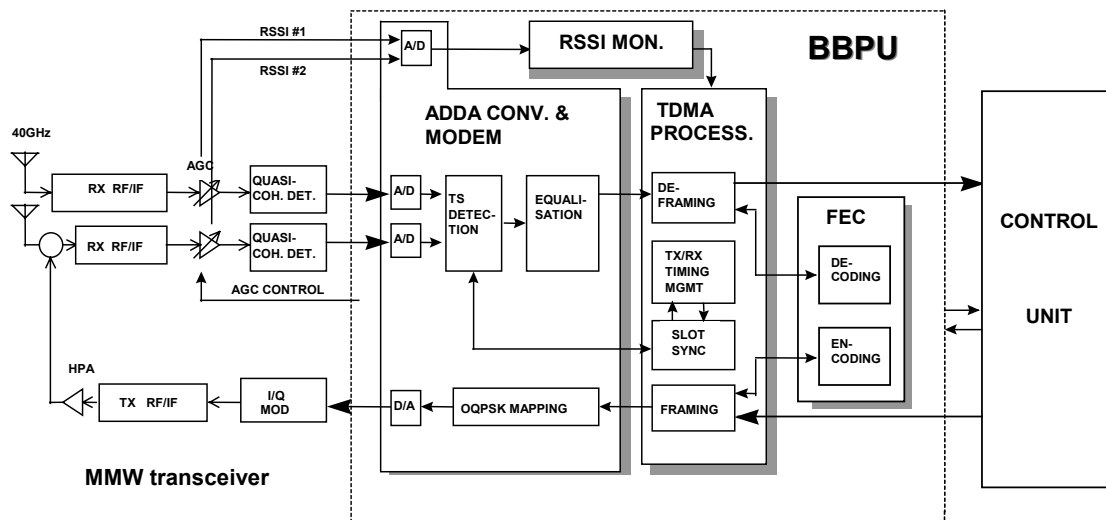 RSSI #1
RSSI #2
A/D
RSSI MON.
BBPU
ADDA CONV. &
MODEM
TDMA
PROCESS.
40GHz
AGC
RX RF/IF
QUASI-
COH. DET.
A/D
TS
DETEC-
TION
EQUALI-
SATION
DE-
FRAMING
RX RF/IF
QUASI-
COH. DET.
A/D
FEC
CONTROL
UNIT
TX/RX
TIMING
MGMT
DE-
CODING
AGC CONTROL
SLOT
SYNC
EN-
CODING
HPA
TX RF/IF
I/Q
MOD
D/A
OQPSK MAPPING
FRAMING
MMW transceiver